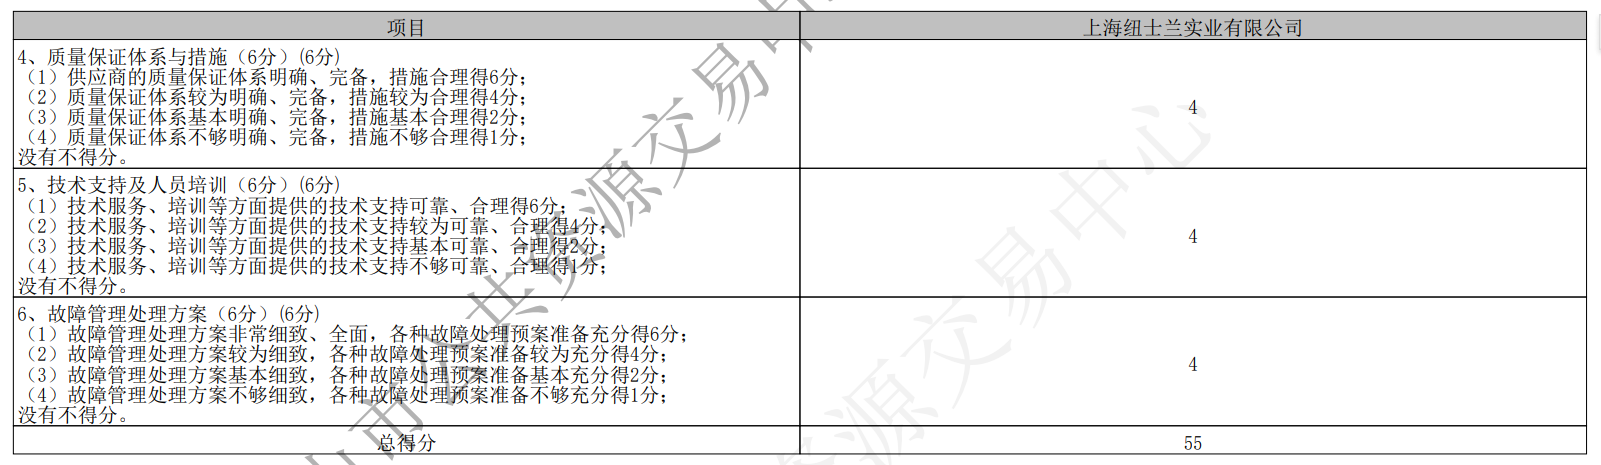 项目
上海纽士兰实业有限公司
4、质量保证体系与措施（6分）(6分)
（1）供应商的质量保证体系明确、完备，措施合理得6分；
（2）质量保证体系较为明确、完备，措施较为合理得4分；
（3）质量保证体系基本明确、完备，措施基本合理得2分；
（4）质量保证体系不够明确、完备，措施不够合理得1分；
没有不得分。
4
5、技术支持及人员培训（6分）(6分)
（1）技术服务、培训等方面提供的技术支持可靠、合理得6分；
（2）技术服务、培训等方面提供的技术支持较为可靠、合理得4分；
（3）技术服务、培训等方面提供的技术支持基本可靠、合理得2分；
（4）技术服务、培训等方面提供的技术支持不够可靠、合理得1分；
没有不得分。
4
6、故障管理处理方案（6分）(6分)
（1）故障管理处理方案非常细致、全面，各种故障处理预案准备充分得6分；
（2）故障管理处理方案较为细致，各种故障处理预案准备较为充分得4分；
（3）故障管理处理方案基本细致，各种故障处理预案准备基本充分得2分；
（4）故障管理处理方案不够细致，各种故障处理预案准备不够充分得1分；
没有不得分。
4
总得分
55
山市公共资源交易中
源交易中心